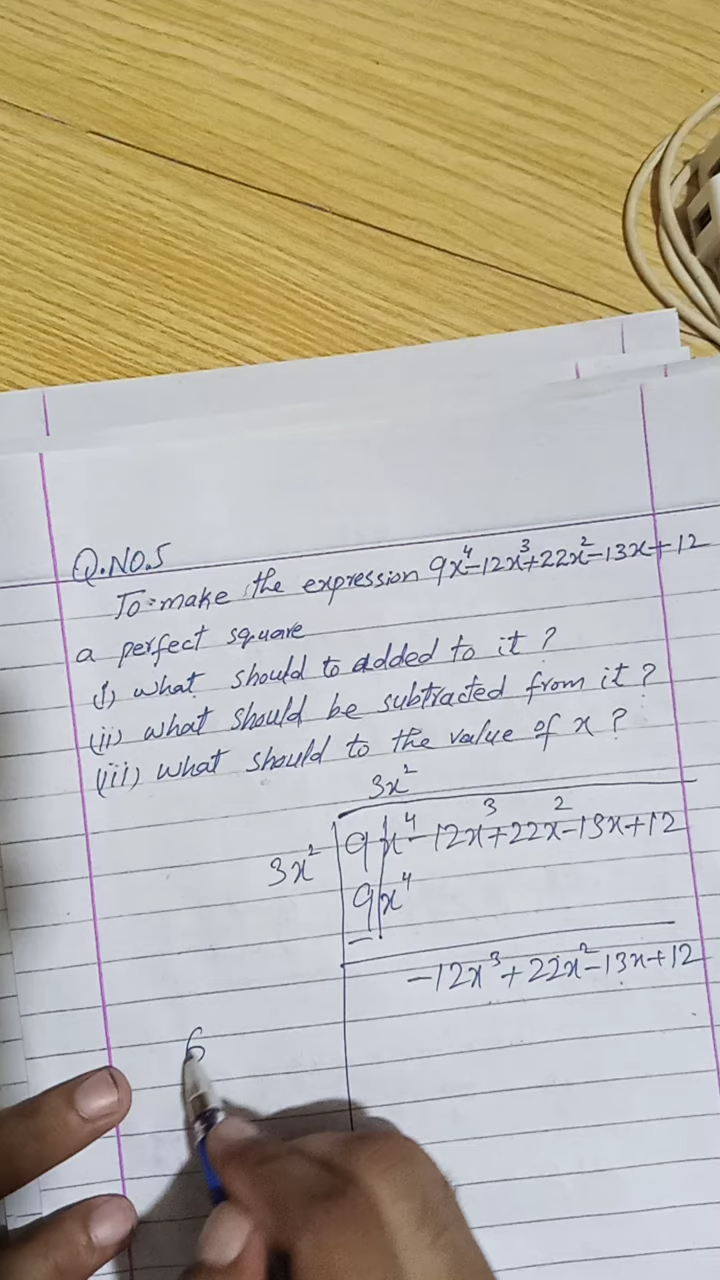 Q.NO.5
To make the expression 9x⁴-12x³+22x²-13x+12
a perfect square
(i) what should to added to it ?
(ii) what should be subtracted from it ?
(iii) what should to the value of x ?
3x²
3x² 9x⁴-12x³+22x²-13x+12
9x⁴
-
-12x³+22x²-13x+12
6